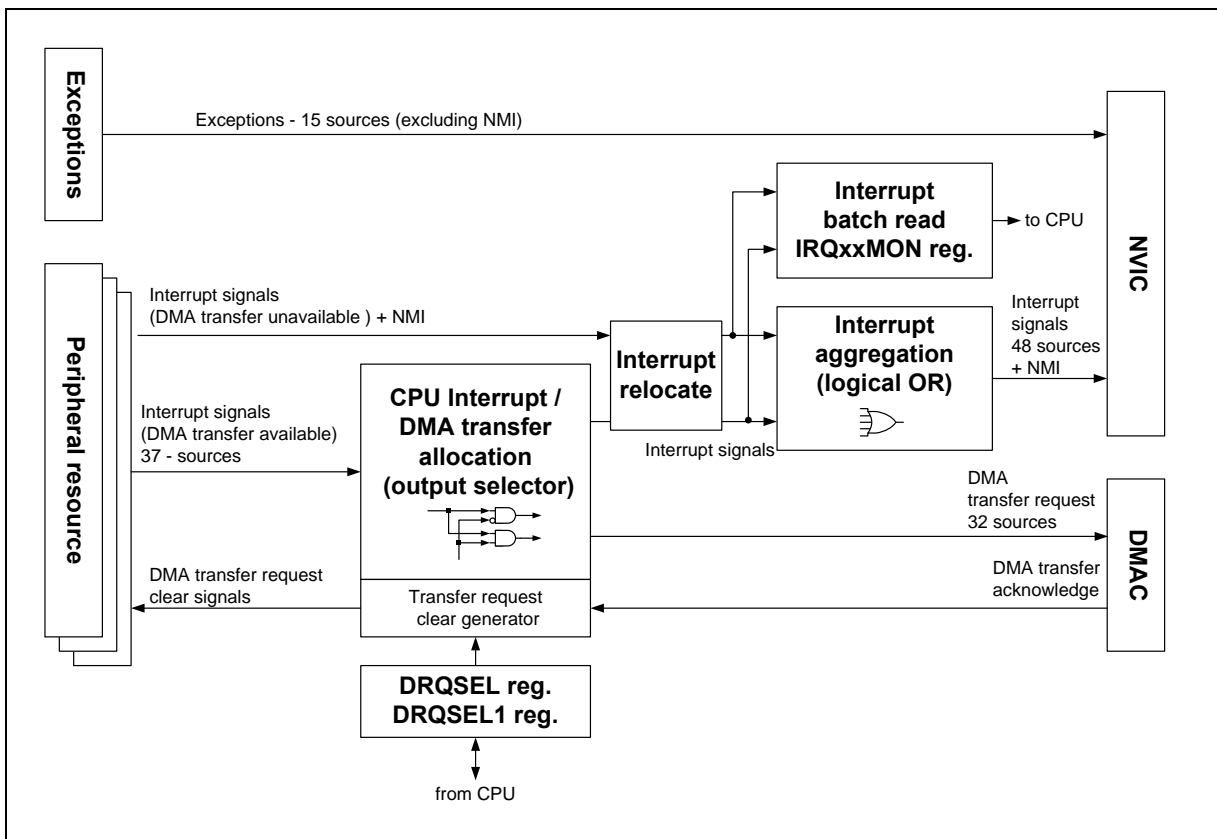 Exceptions
Exceptions - 15 sources (excluding NMI)
NVIC
Interrupt
batch read
IRQxxMON reg.
to CPU
Peripheral resource
Interrupt signals
(DMA transfer unavailable ) + NMI
Interrupt
relocate
Interrupt
aggregation
(logical OR)
Interrupt
signals
48 sources
+ NMI
Interrupt signals
(DMA transfer available)
37 - sources
CPU Interrupt /
DMA transfer
allocation
(output selector)
Interrupt signals
DMA
transfer request
32 sources
DMAC
DMA transfer request
clear signals
Transfer request
clear generator
DMA transfer
acknowledge
DRQSEL reg.
DRQSEL1 reg.
from CPU